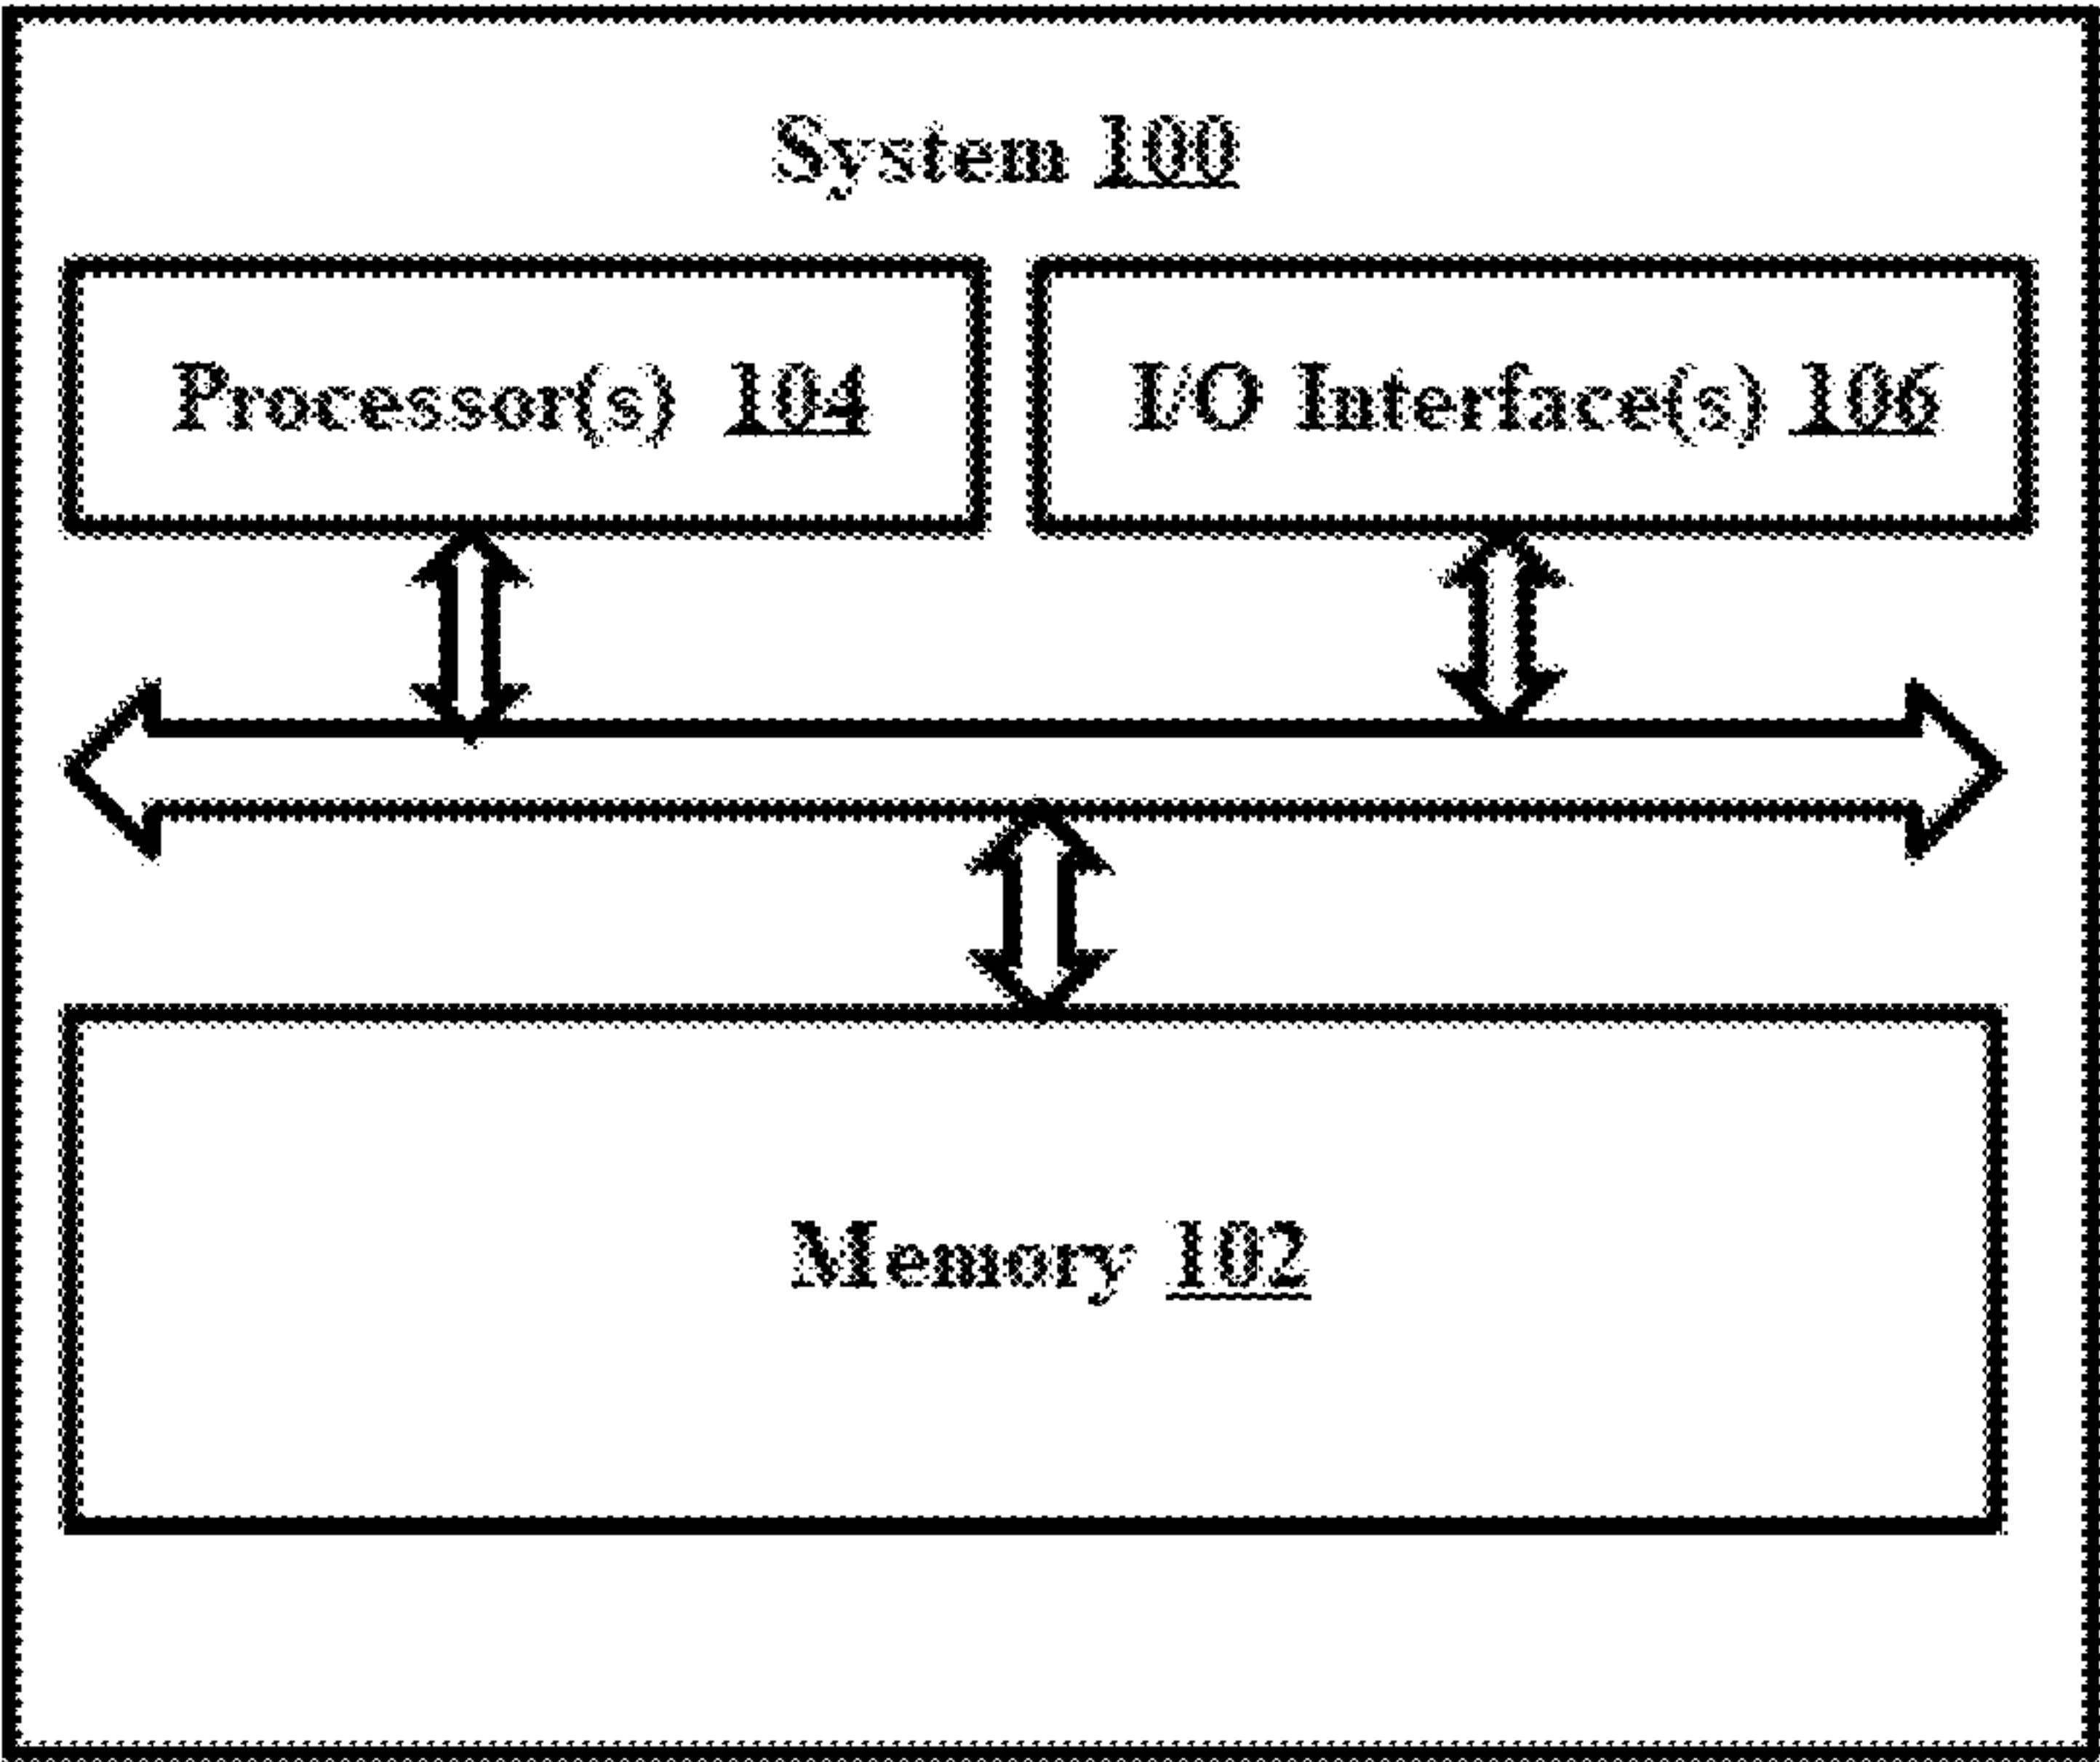 System 100
Processor(s) 104
I/O Interface(s) 106
Memory 102